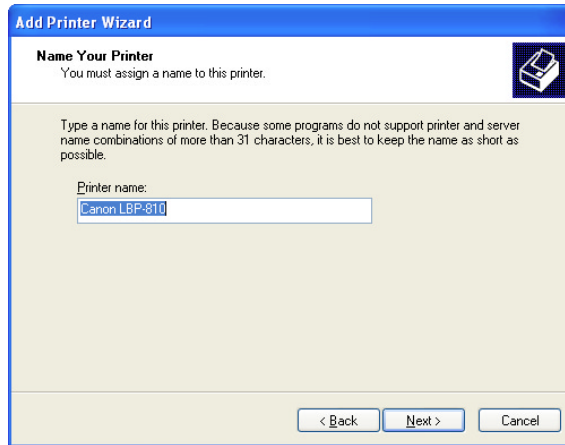 Add Printer Wizard
Name Your Printer
You must assign a name to this printer.
Type a name for this printer. Because some programs do not support printer and server
name combinations of more than 31 characters, it is best to keep the name as short as
possible.
Printer name:
Canon LBP-810
< Back Next > Cancel